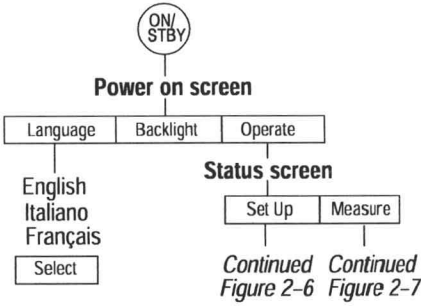 ON/
STBY
Power on screen
Language Backlight Operate
English
Italiano
Français
Select
Status screen
Set Up Measure
Continued Continued
Figure 2–6 Figure 2–7